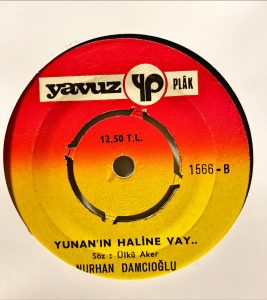 yavuz yp PLÂK
12,50 T.L.
1566-B
YUNAN'IN HALİNE VAY..
Söz : Ülkü Aker
NURHAN DAMCIOĞLU